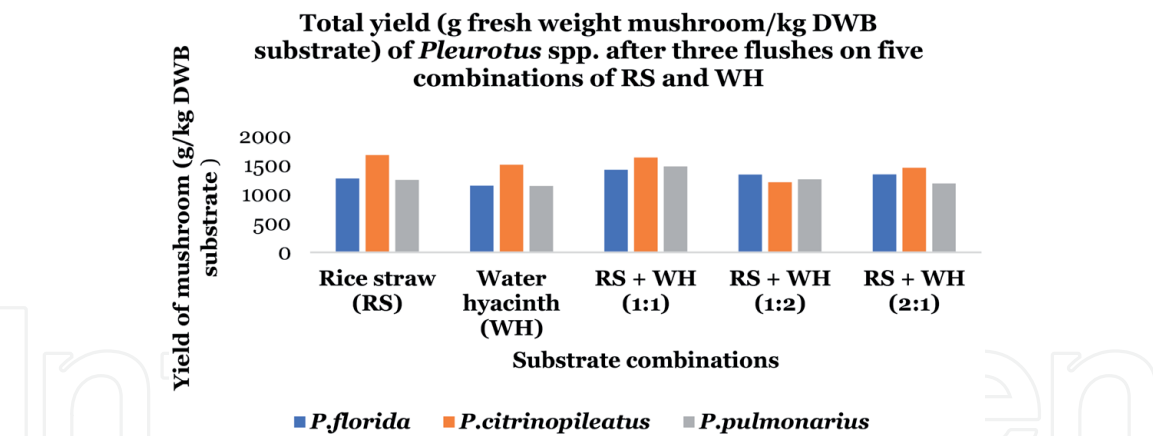 Total yield (g fresh weight mushroom/kg DWB
substrate) of Pleurotus spp. after three flushes on five
combinations of RS and WH
Yield of mushroom (g/kg DWB
substrate )
2000
1500
1000
500
0
Rice straw
(RS)
Water
hyacinth
(WH)
RS + WH
(1:1)
RS + WH
(1:2)
RS + WH
(2:1)
Substrate combinations
P.florida
P.citrinopileatus
P.pulmonarius